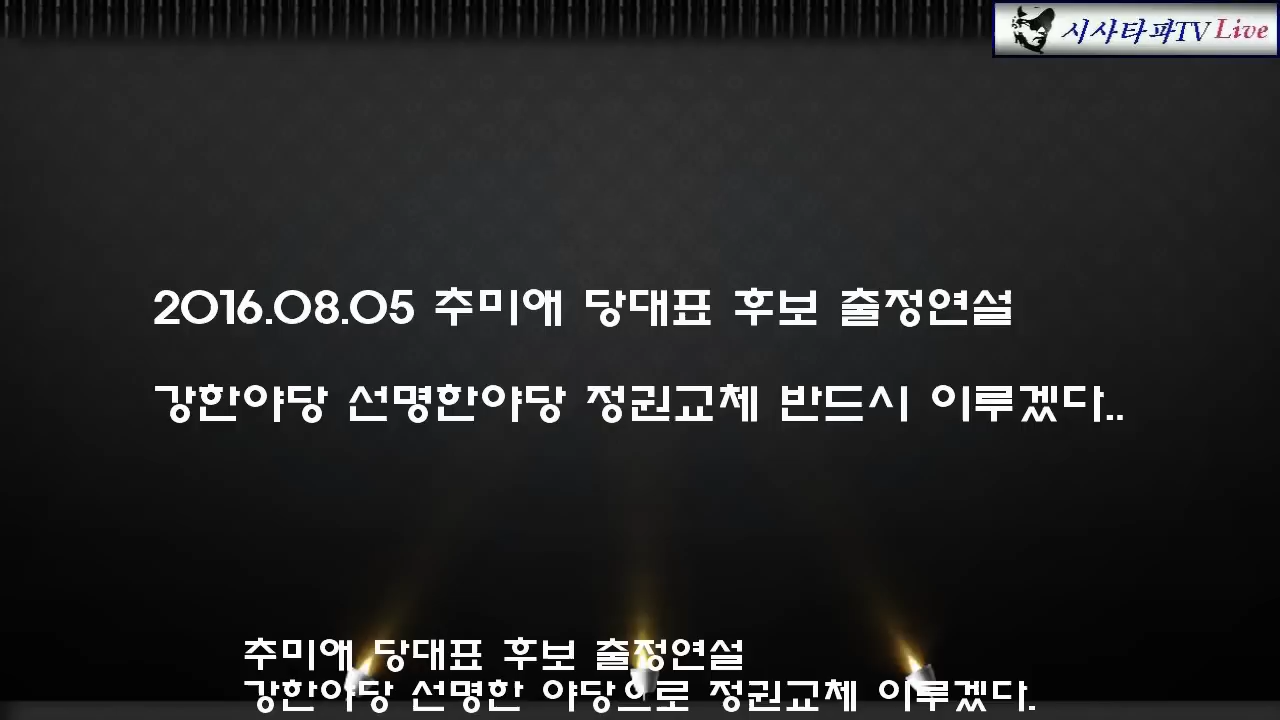 시사타파TV Live
2016.08.05 추미애 당대표 후보 출정연설
강한야당 선명한야당 정권교체 반드시 이루겠다..
추미애 당대표 후보 출정연설
강한야당 선명한 야당으로 정권교체 이루겠다.